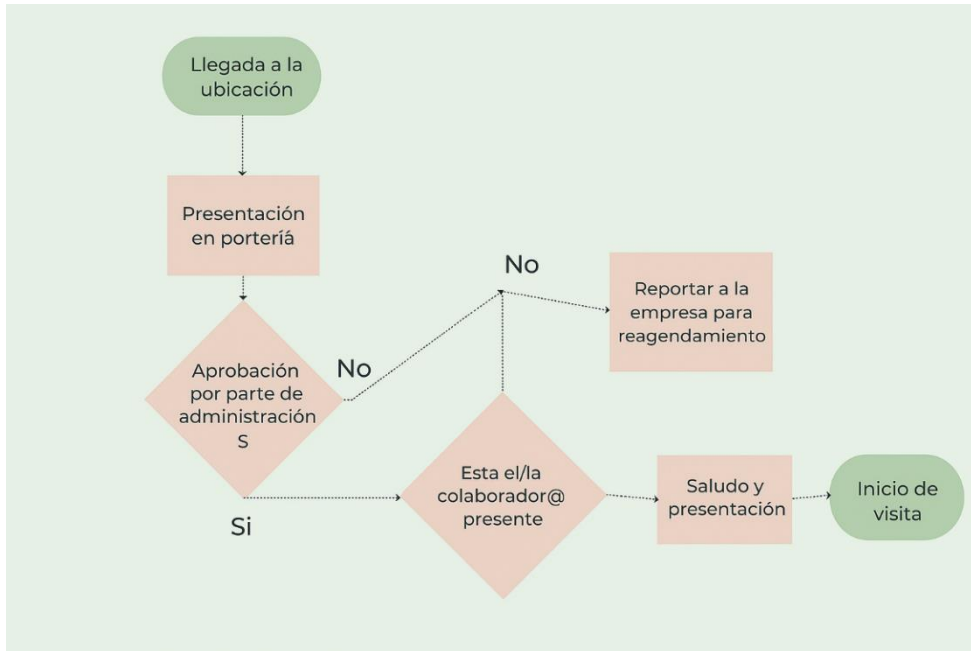 Llegada a la
ubicación
Presentación
en porteríá
No
Reportar a la
empresa para
reagendamiento
No
Aprobación
por parte de
administración
S
Si
Esta el/la
colaborador@
presente
Saludo y
presentación
Inicio de
visita